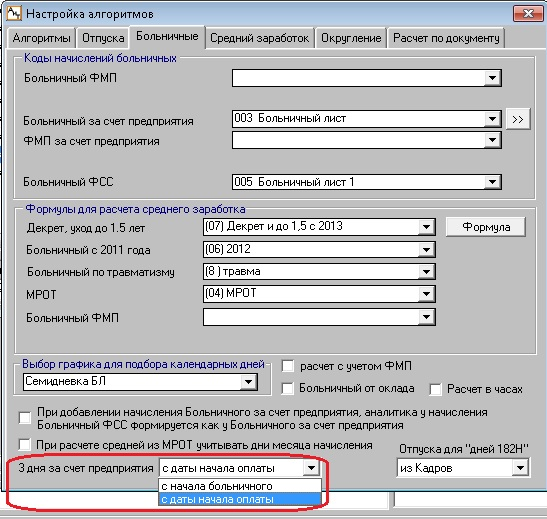 Настройка алгоритмов
Алгоритмы Отпуска Больничные Средний заработок Округление Расчет по документу
Коды начислений больничных
Больничный ФМП
Больничный за счет предприятия 003 Больничный лист >>
ФМП за счет предприятия
Больничный ФСС 005 Больничный лист 1
Формулы для расчета среднего заработка
Декрет, уход до 1.5 лет (07) Декрет и до 1,5 с 2013 Формула
Больничный с 2011 года (06) 2012
Больничный по травматизму (8 ) травма
МРОТ (04) МРОТ
Больничный ФМП
Выбор графика для подбора календарных дней расчет с учетом ФМП
Семидневка БЛ Больничный от оклада Расчет в часах
При добавлении начисления Больничного за счет предприятия, аналитика у начисления
Больничный ФСС формируется как у Больничного за счет предприятия
При расчете средней из МРОТ учитывать дни месяца начисления Отпуска для "дней 182Н"
3 дня за счет предприятия с даты начала оплаты из Кадров
с начала больничного
с даты начала оплаты